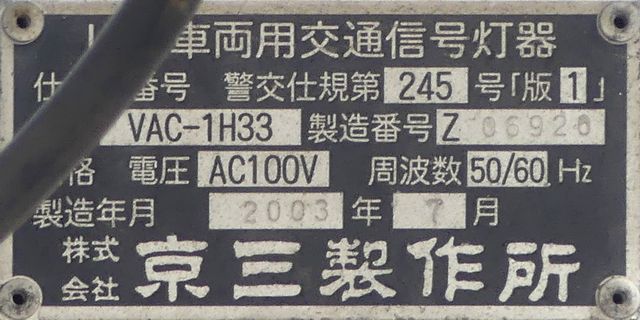 車両用交通信号灯器
仕 番号 警交仕規第 245 号「版 1」
VAC-1H33 製造番号 Z 06920
格 電圧 AC100V 周波数 50/60 Hz
製造年月 2003 年 7 月
株式会社 京三製作所